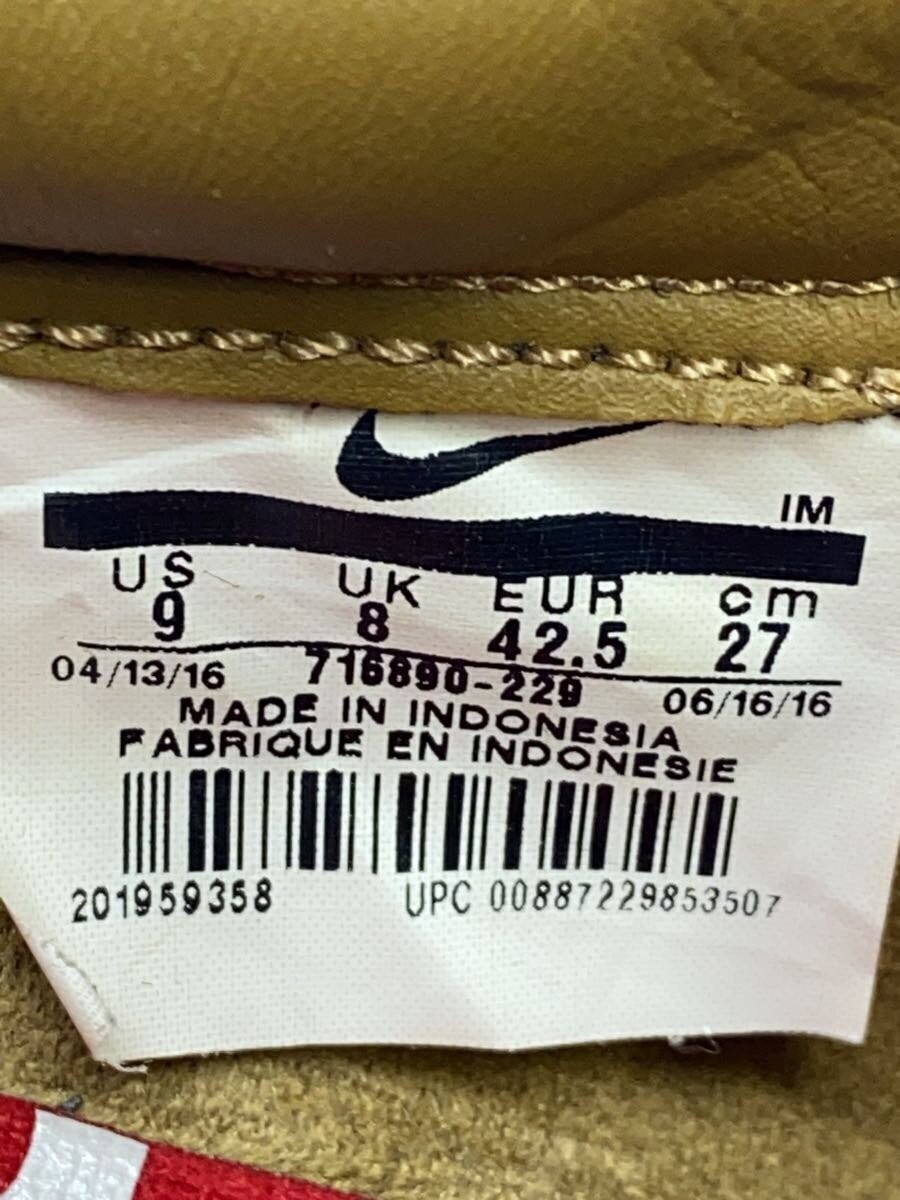 IM
US UK EUR cm
9 8 42.5 27
04/13/16 716890-229 06/16/16
MADE IN INDONESIA
FABRIQUE EN INDONESIE
201959358 UPC 00887229853507